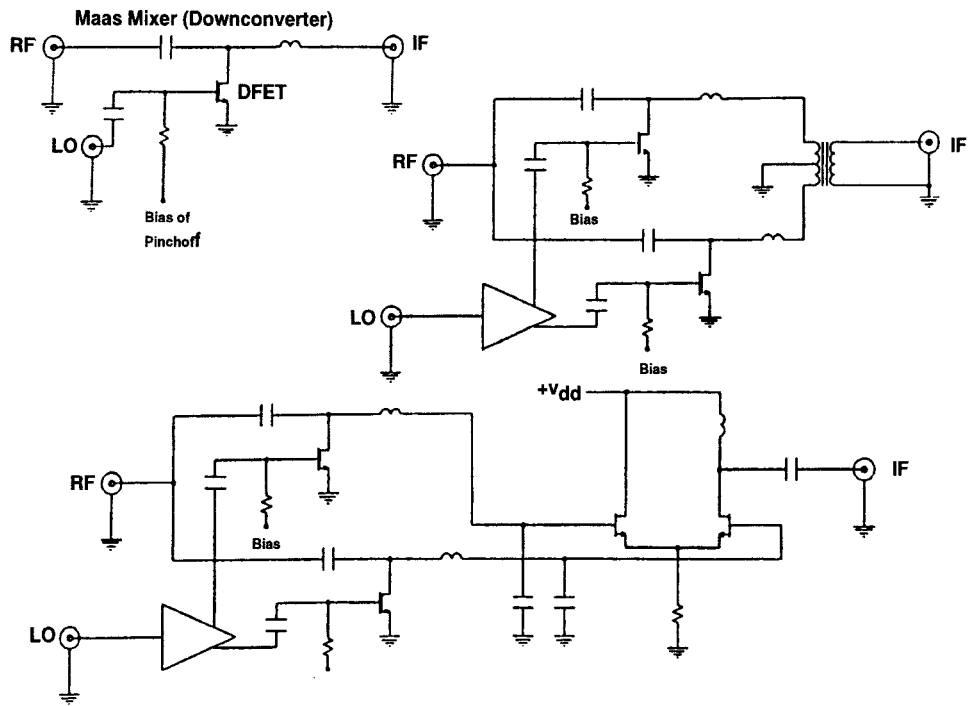 Maas Mixer (Downconverter)
RF
IF
DFET
LO
Bias of
Pinchoff
RF
IF
Bias
LO
Bias
+Vdd
RF
IF
Bias
LO